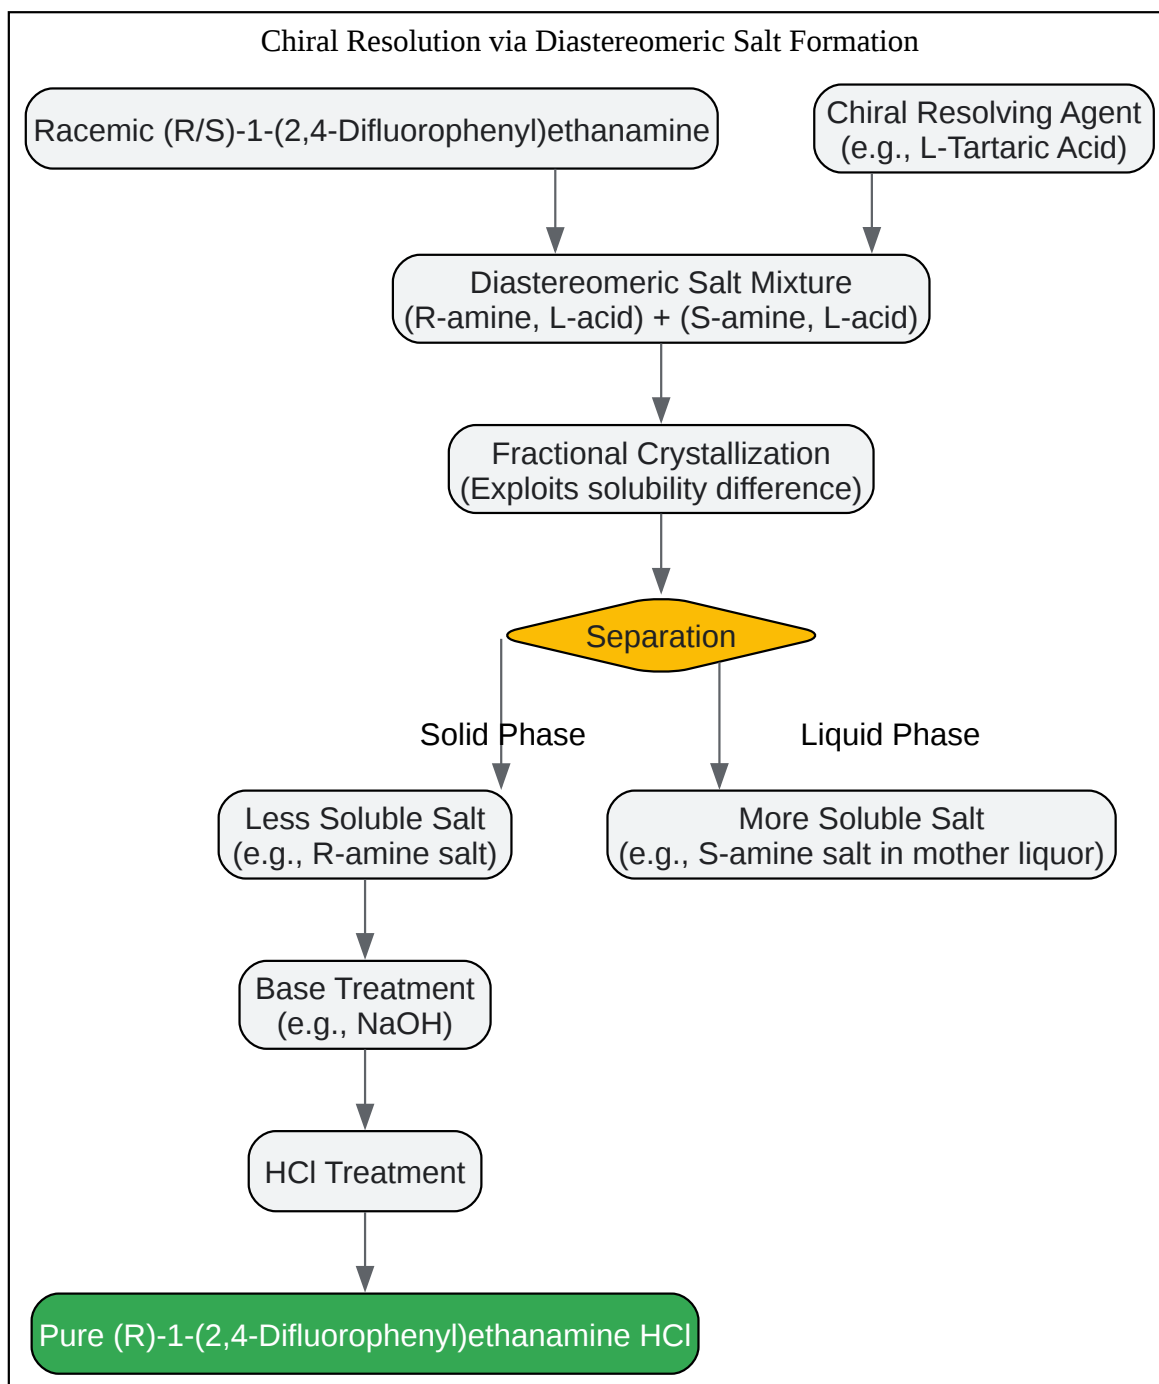 Chiral Resolution via Diastereomeric Salt Formation
Racemic (R/S)-1-(2,4-Difluorophenyl)ethanamine
Chiral Resolving Agent
(e.g., L-Tartaric Acid)
Diastereomeric Salt Mixture
(R-amine, L-acid) + (S-amine, L-acid)
Fractional Crystallization
(Exploits solubility difference)
Separation
Solid Phase
Liquid Phase
Less Soluble Salt
(e.g., R-amine salt)
More Soluble Salt
(e.g., S-amine salt in mother liquor)
Base Treatment
(e.g., NaOH)
HCl Treatment
Pure (R)-1-(2,4-Difluorophenyl)ethanamine HCl